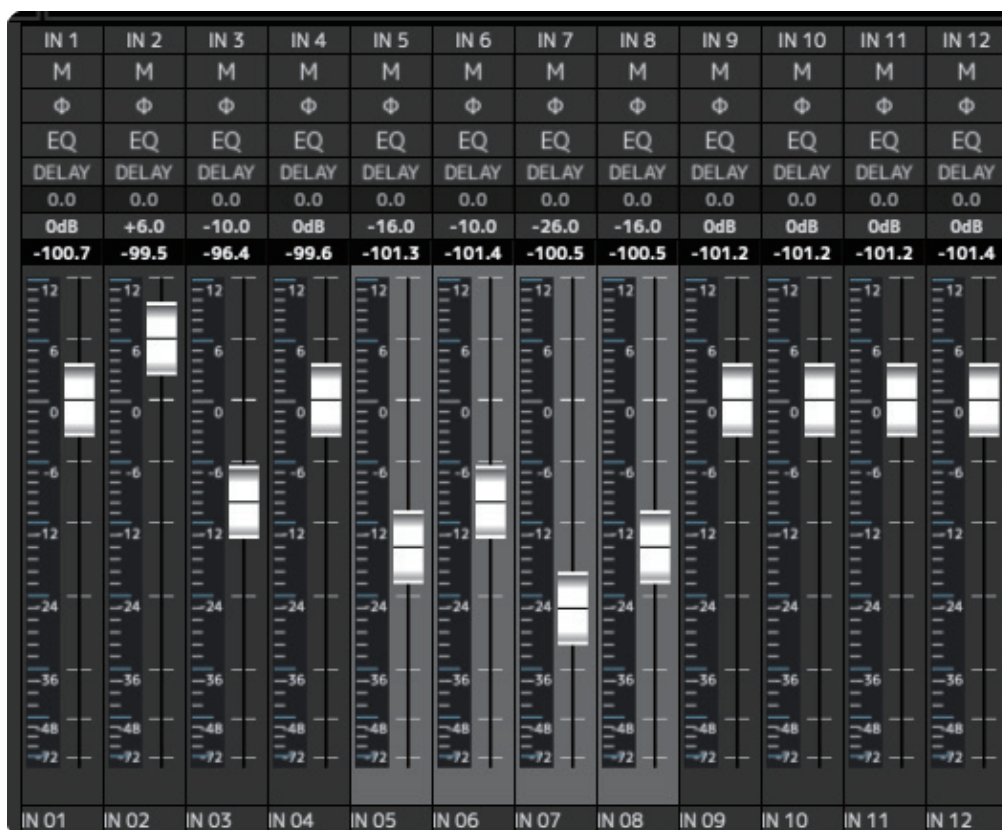 IN 1 IN 2 IN 3 IN 4 IN 5 IN 6 IN 7 IN 8 IN 9 IN 10 IN 11 IN 12
M M M M M M M M M M M M
Φ Φ Φ Φ Φ Φ Φ Φ Φ Φ Φ Φ
EQ EQ EQ EQ EQ EQ EQ EQ EQ EQ EQ EQ
DELAY DELAY DELAY DELAY DELAY DELAY DELAY DELAY DELAY DELAY DELAY DELAY
0.0 0.0 0.0 0.0 0.0 0.0 0.0 0.0 0.0 0.0 0.0 0.0
0dB +6.0 -10.0 0dB -16.0 -10.0 -26.0 -16.0 0dB 0dB 0dB 0dB
-100.7 -99.5 -96.4 -99.6 -101.3 -101.4 -100.5 -100.5 -101.2 -101.2 -101.2 -101.4
12 12 12 12 12 12 12 12 12 12 12 12
6 6 6 6 6 6 6 6 6 6 6 6
0 0 0 0 0 0 0 0 0 0 0 0
-6 -6 -6 -6 -6 -6 -6 -6 -6 -6 -6 -6
-12 -12 -12 -12 -12 -12 -12 -12 -12 -12 -12 -12
-24 -24 -24 -24 -24 -24 -24 -24 -24 -24 -24 -24
-36 -36 -36 -36 -36 -36 -36 -36 -36 -36 -36 -36
-48 -48 -48 -48 -48 -48 -48 -48 -48 -48 -48 -48
-72 -72 -72 -72 -72 -72 -72 -72 -72 -72 -72 -72
IN 01 IN 02 IN 03 IN 04 IN 05 IN 06 IN 07 IN 08 IN 09 IN 10 IN 11 IN 12